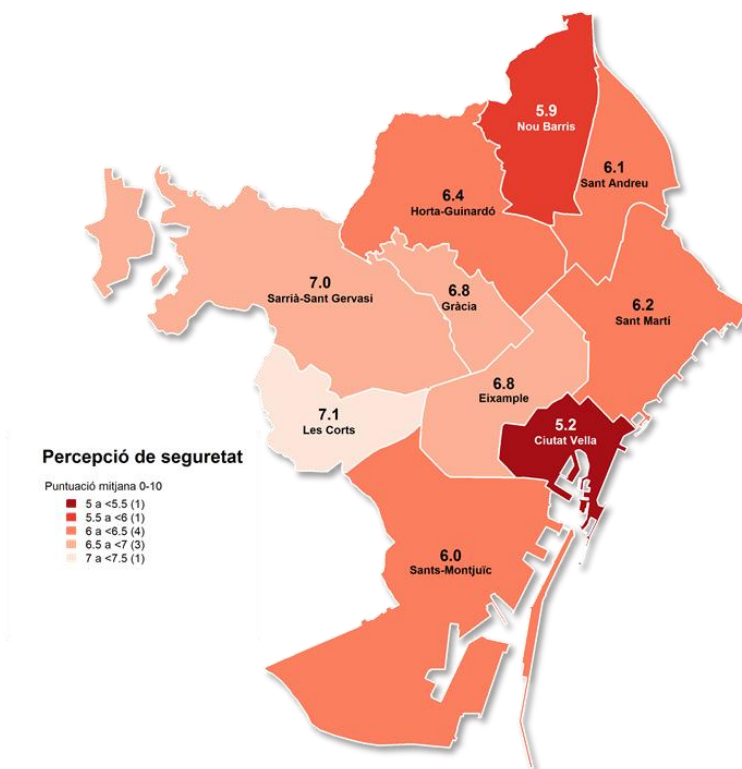 5.9
Nou Barris
6.1
Sant Andreu
6.4
Horta-Guinardó
7.0
Sarrià-Sant Gervasi
6.8
Gràcia
6.2
Sant Martí
6.8
Eixample
7.1
Les Corts
5.2
Ciutat Vella
Percepció de seguretat
Puntuació mitjana 0-10
5 a <5.5 (1)
5.5 a <6 (1)
6 a <6.5 (4)
6.5 a <7 (3)
7 a <7.5 (1)
6.0
Sants-Montjuïc